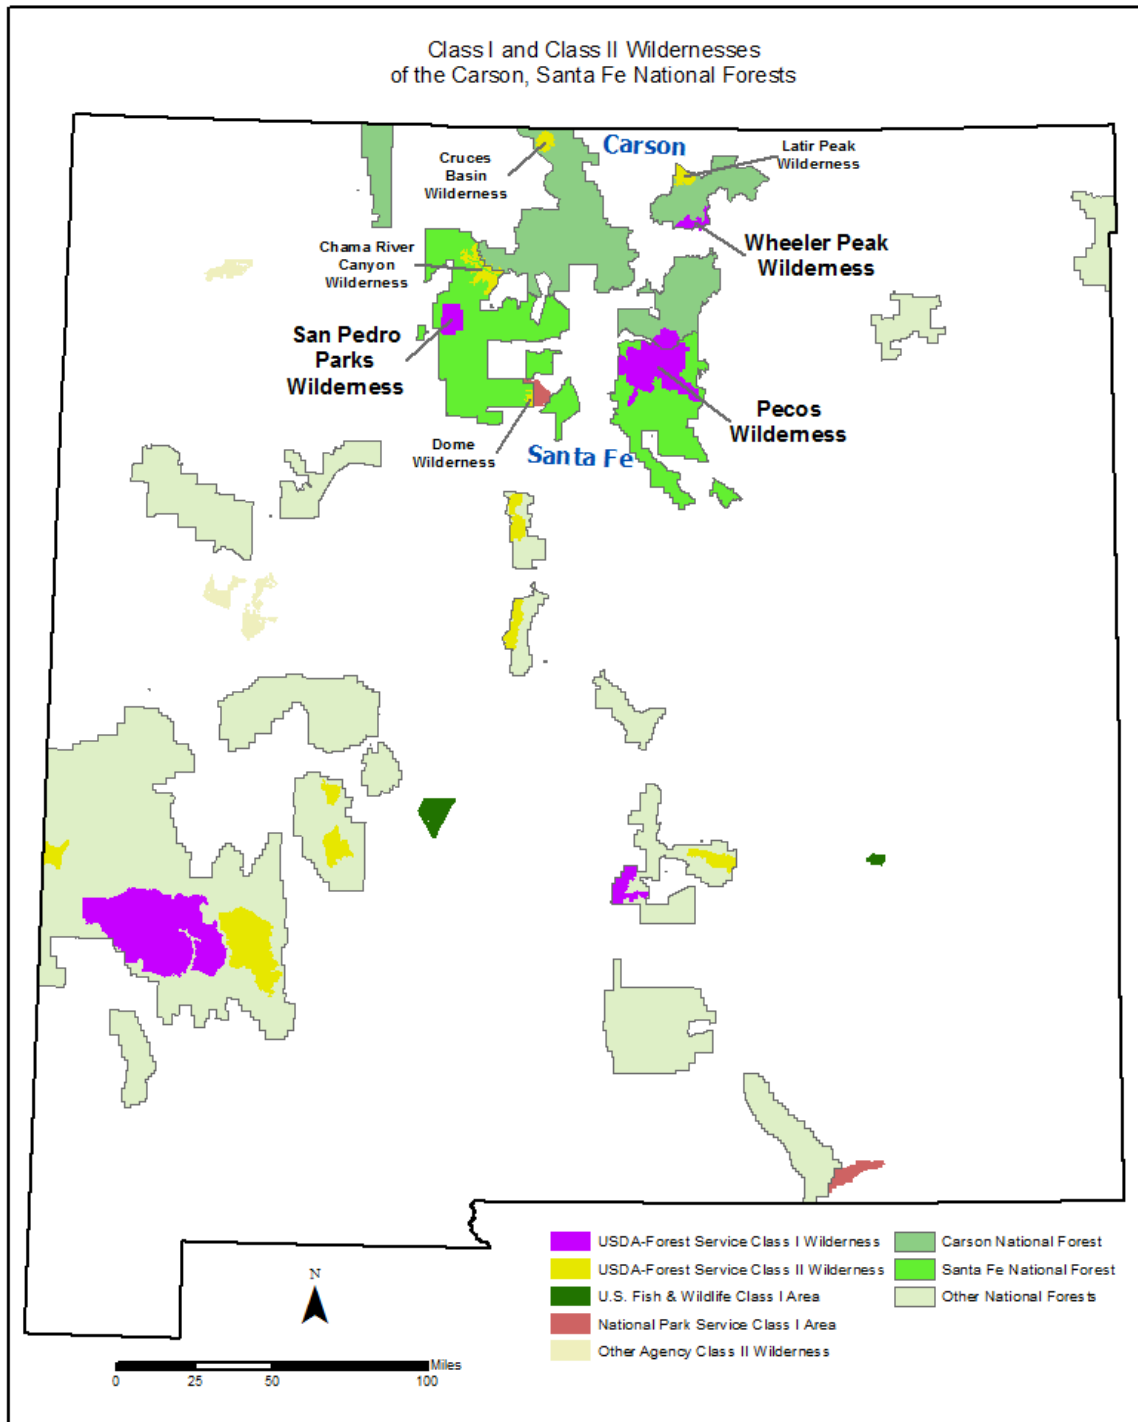 Class I and Class II Wildernesses
of the Carson, Santa Fe National Forests
Carson
Cruces
Basin
Wilderness
Latir Peak
Wilderness
Chama River
Canyon
Wilderness
Wheeler Peak
Wilderness
San Pedro
Parks
Wilderness
Pecos
Wilderness
Dome
Wilderness
Santa Fe
N
Miles
0 25 50 100
USDA-Forest Service Class I Wilderness
USDA-Forest Service Class II Wilderness
U.S. Fish & Wildlife Class I Area
National Park Service Class I Area
Other Agency Class II Wilderness
Carson National Forest
Santa Fe National Forest
Other National Forests